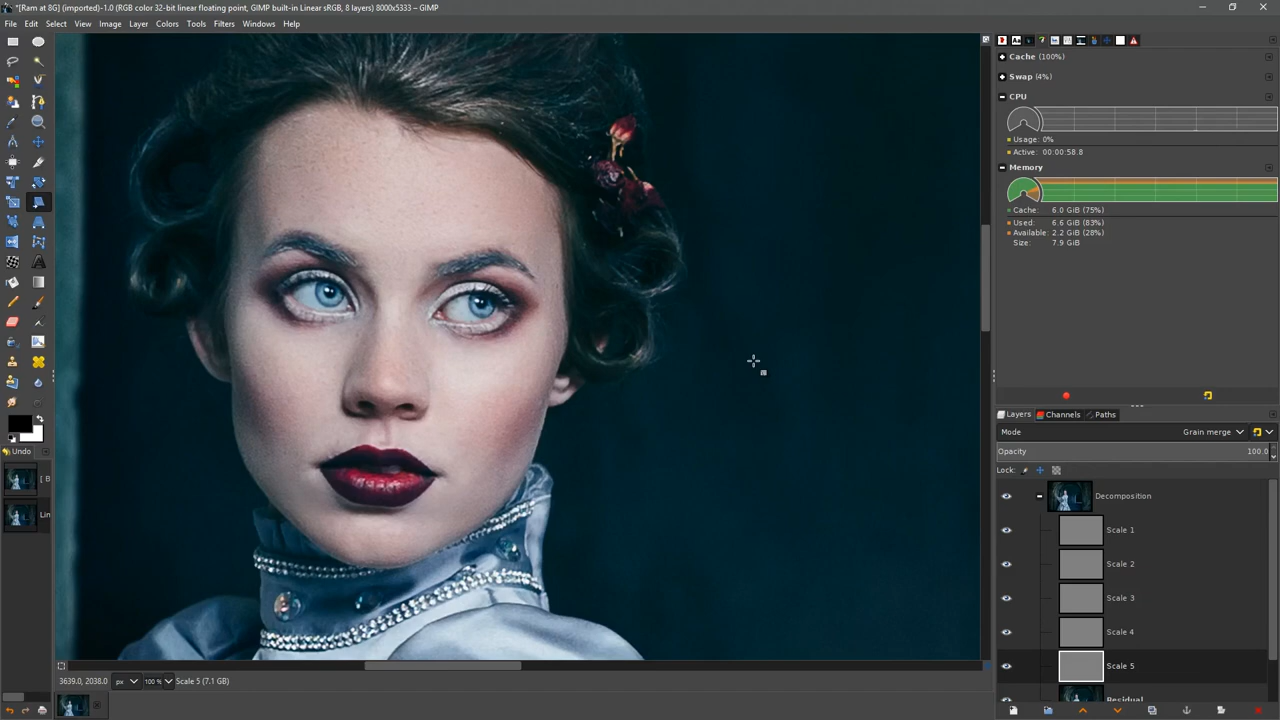 *[Ram at 8G] (imported)-1.0 (RGB color 32-bit linear floating point, GIMP built-in Linear sRGB, 8 layers) 8000x5333 – GIMP
File Edit Select View Image Layer Colors Tools Filters Windows Help
Cache (100%)
Swap (4%)
CPU
Usage: 0%
Active: 00:00:58.8
Memory
Cache: 6.0 GiB (75%)
Used: 6.6 GiB (83%)
Available: 2.2 GiB (28%)
Size: 7.9 GiB
Layers Channels Paths
Mode Grain merge
Opacity 100.0
Lock:
Decomposition
Scale 1
Scale 2
Scale 3
Scale 4
Scale 5
Residual
Undo
[ B
Lin
3639.0, 2038.0 px 100 % Scale 5 (7.1 GB)